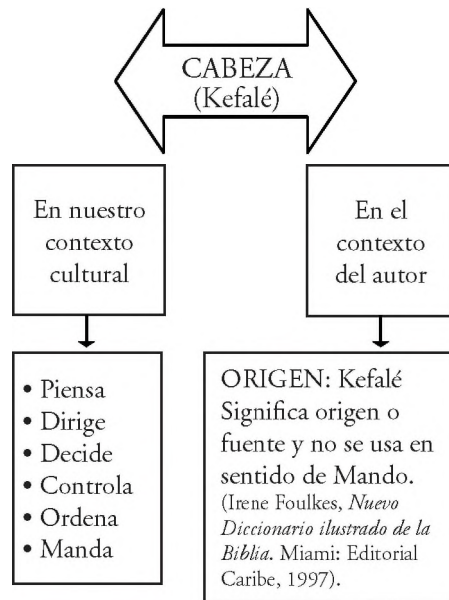 CABEZA
(Kefalé)
En nuestro
contexto
cultural
En el
contexto
del autor
• Piensa
• Dirige
• Decide
• Controla
• Ordena
• Manda
ORIGEN: Kefalé
Significa origen o
fuente y no se usa en
sentido de Mando.
(Irene Foulkes, Nuevo
Diccionario ilustrado de la
Biblia. Miami: Editorial
Caribe, 1997).